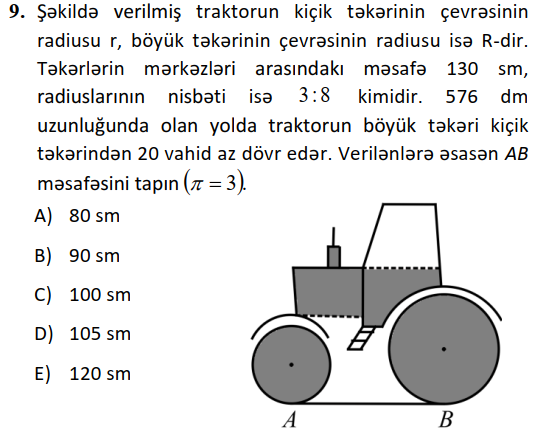 9. Şəkildə verilmiş traktorun kiçik təkərinin çevrəsinin
radiusu r, böyük təkərinin çevrəsinin radiusu isə R-dir.
Təkərlərin mərkəzləri arasındakı məsafə 130 sm,
radiuslarının nisbəti isə 3:8 kimidir. 576 dm
uzunluğunda olan yolda traktorun böyük təkəri kiçik
təkərindən 20 vahid az dövr edər. Verilənlərə əsasən AB
məsafəsini tapın (π = 3).
A) 80 sm
B) 90 sm
C) 100 sm
D) 105 sm
E) 120 sm
A B